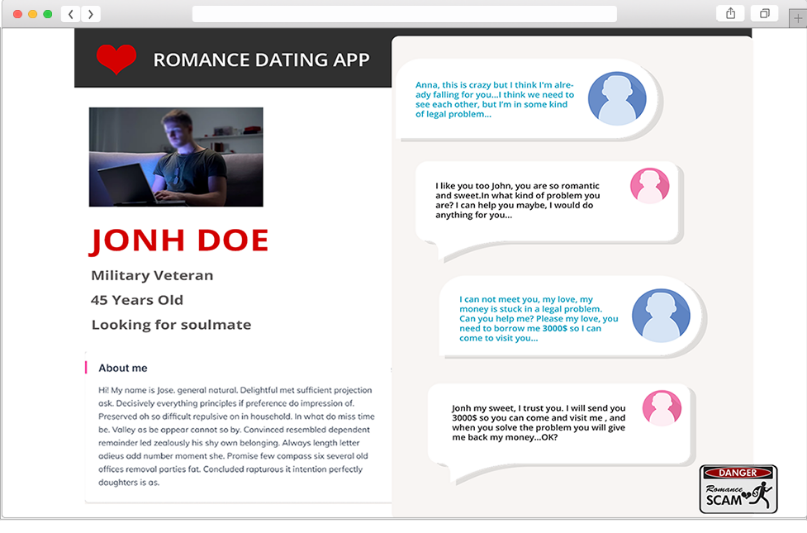 ROMANCE DATING APP
JONH DOE
Military Veteran
45 Years Old
Looking for soulmate
About me
Hi! My name is Jose. general natural. Delightful met sufficient projection
ask. Decisively everything principles if preference do impression of.
Preserved oh so difficult repulsive on in household. In what do miss time
be. Valley as be appear cannot so by. Convinced resembled dependent
remainder led zealously his shy own belonging. Always length letter
adieus add number moment she. Promise few compass six several old
offices removal parties fat. Concluded rapturous it intention perfectly
daughters is as.
Anna, this is crazy but I think I'm alre-
ady falling for you...I think we need to
see each other, but I'm in some kind
of legal problem...
I like you too John, you are so romantic
and sweet.In what kind of problem you
are? I can help you maybe, I would do
anything for you...
I can not meet you, my love, my
money is stuck in a legal problem.
Can you help me? Please my love, you
need to borrow me 3000$ so I can
come to visit you...
Jonh my sweet, I trust you. I will send you
3000$ so you can come and visit me , and
when you solve the problem you will give
me back my money...OK?
DANGER
Romance
SCAM